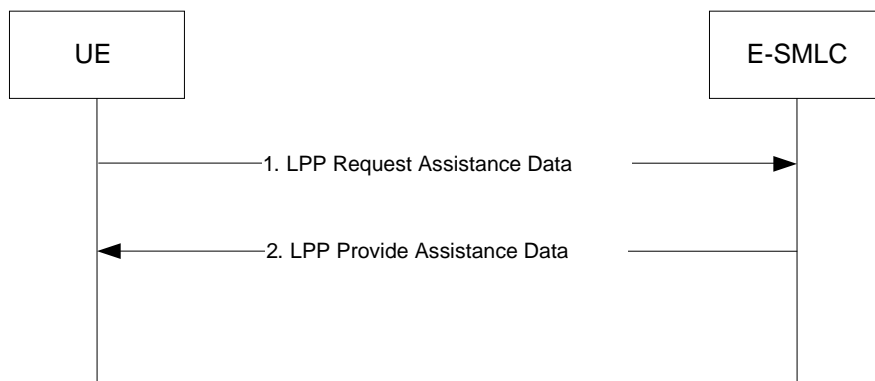 UE
E-SMLC
1. LPP Request Assistance Data
2. LPP Provide Assistance Data